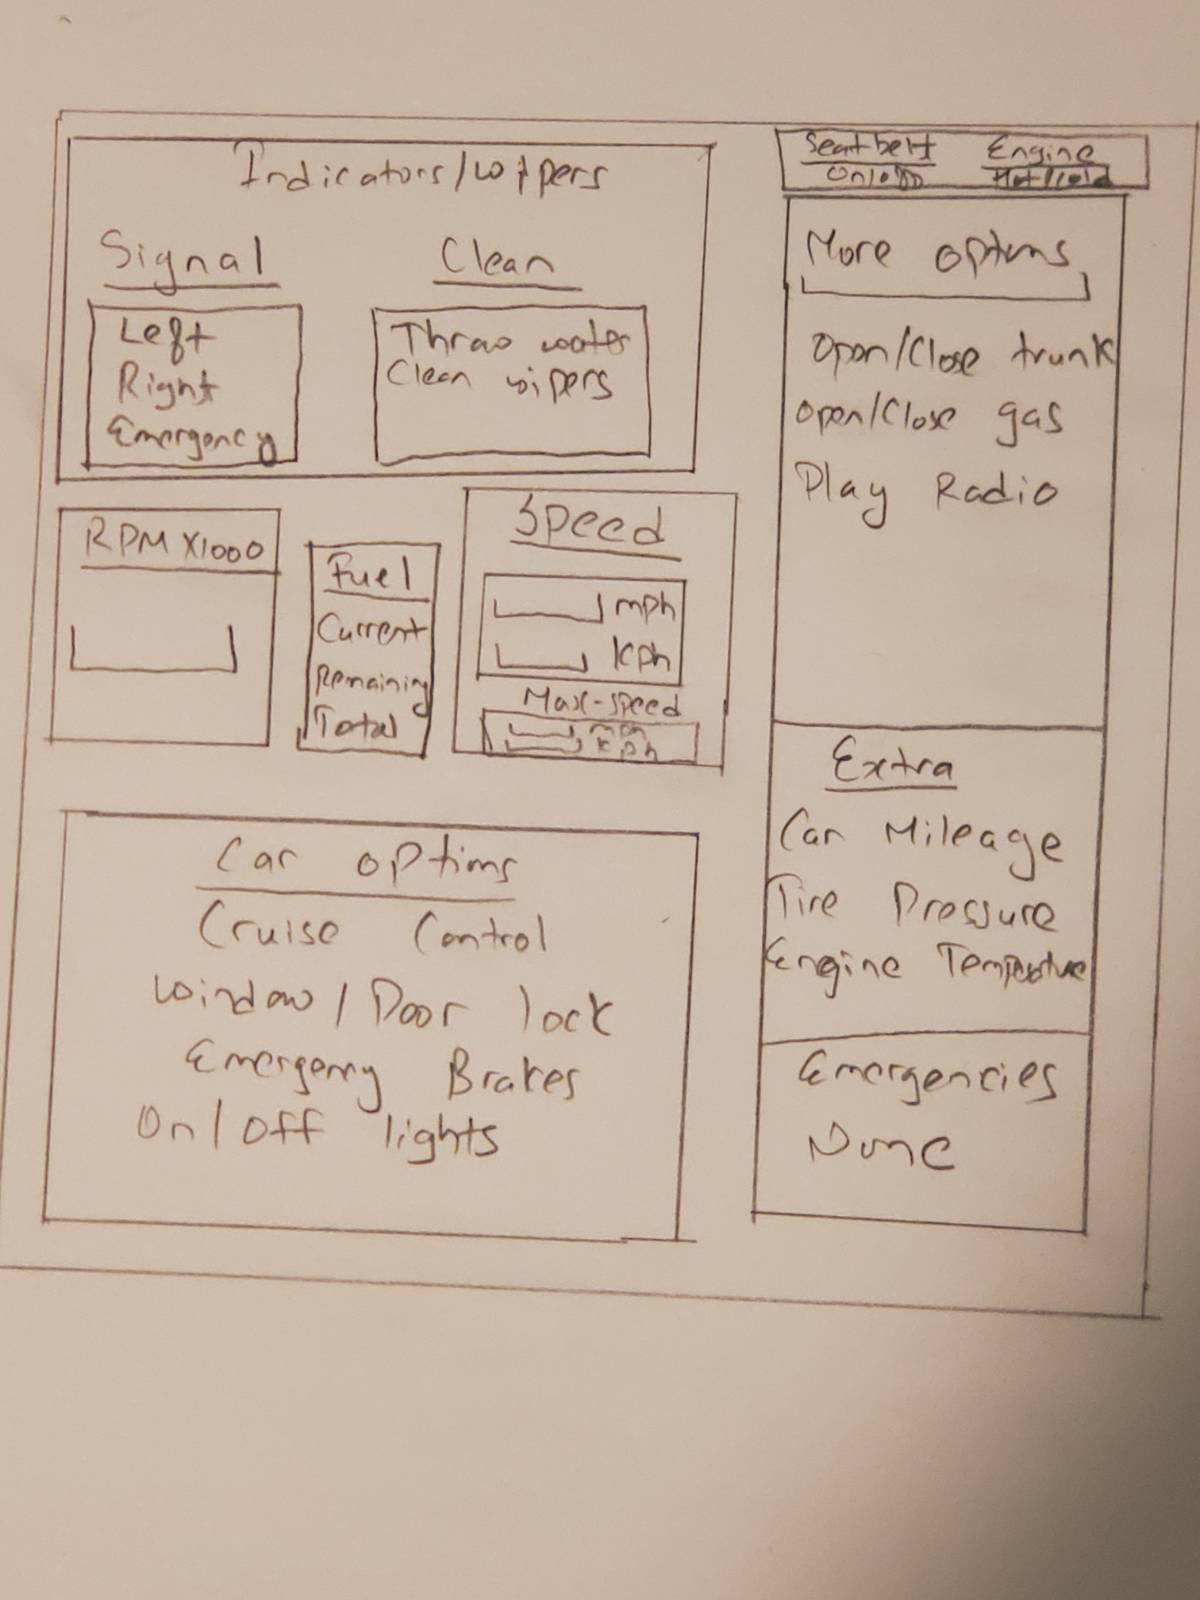 Indicators/wipers
Signal
Left
Right
Emergency
Clean
Throw water
Clean wipers
RPM X1000
Fuel
Current
Remaining
Total
Speed
mph
kph
Max-speed
mph
kph
Car options
Cruise Control
Window/Door lock
Emergency Brakes
On/Off lights
Seatbelt
On/off
Engine
Hot/Cold
More options
Open/Close trunk
Open/Close gas
Play Radio
Extra
Car Mileage
Tire Pressure
Engine Temperature
Emergencies
None